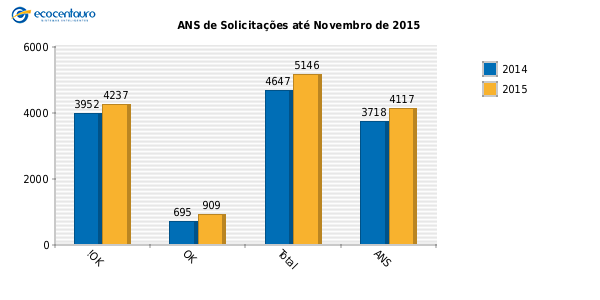 ecocentauro
ANS de Solicitações até Novembro de 2015
6000
4000
2000
0
3952
4237
695
909
4647
5146
3718
4117
!OK
OK
Total
ANS
2014
2015